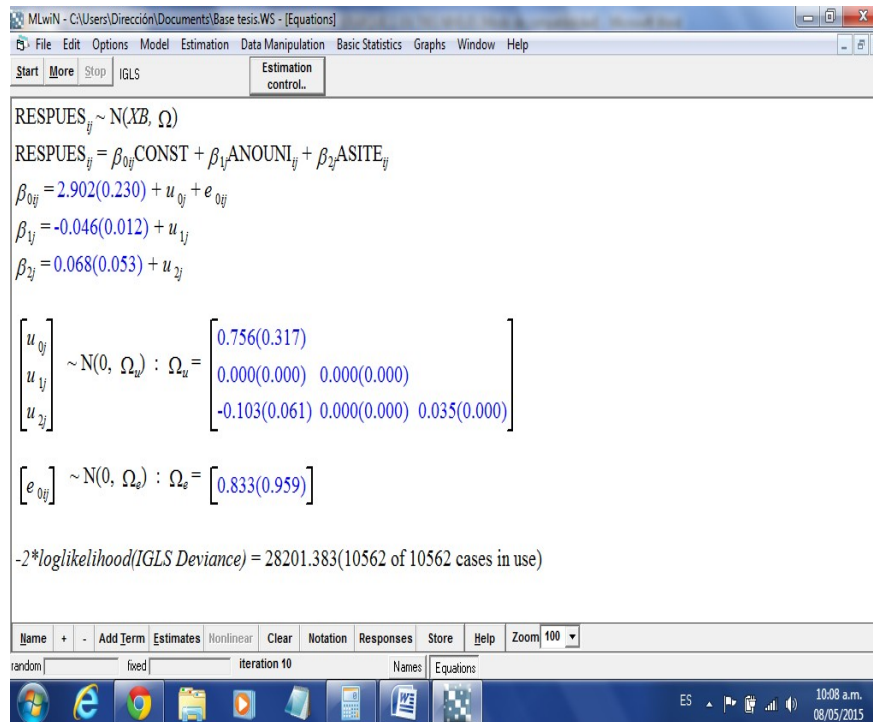 MLwiN - C:\Users\Dirección\Documents\Base tesis.WS - [Equations]
File Edit Options Model Estimation Data Manipulation Basic Statistics Graphs Window Help
Start More Stop IGLS Estimation control..
RESPUES_ij ~ N(XB, Ω)
RESPUES_ij = β_0ij CONST + β_1j ANOUNI_ij + β_2j ASITE_ij
β_0ij = 2.902(0.230) + u_0j + e_0ij
β_1j = -0.046(0.012) + u_1j
β_2j = 0.068(0.053) + u_2j
u_0j 0.756(0.317)
u_1j ~ N(0, Ω_u) : Ω_u = 0.000(0.000) 0.000(0.000)
u_2j -0.103(0.061) 0.000(0.000) 0.035(0.000)
[e_0ij] ~ N(0, Ω_e) : Ω_e = [0.833(0.959)]
-2*loglikelihood(IGLS Deviance) = 28201.383(10562 of 10562 cases in use)
Name + - Add Term Estimates Nonlinear Clear Notation Responses Store Help Zoom 100
random fixed iteration 10 Names Equations
ES 10:08 a.m.
08/05/2015